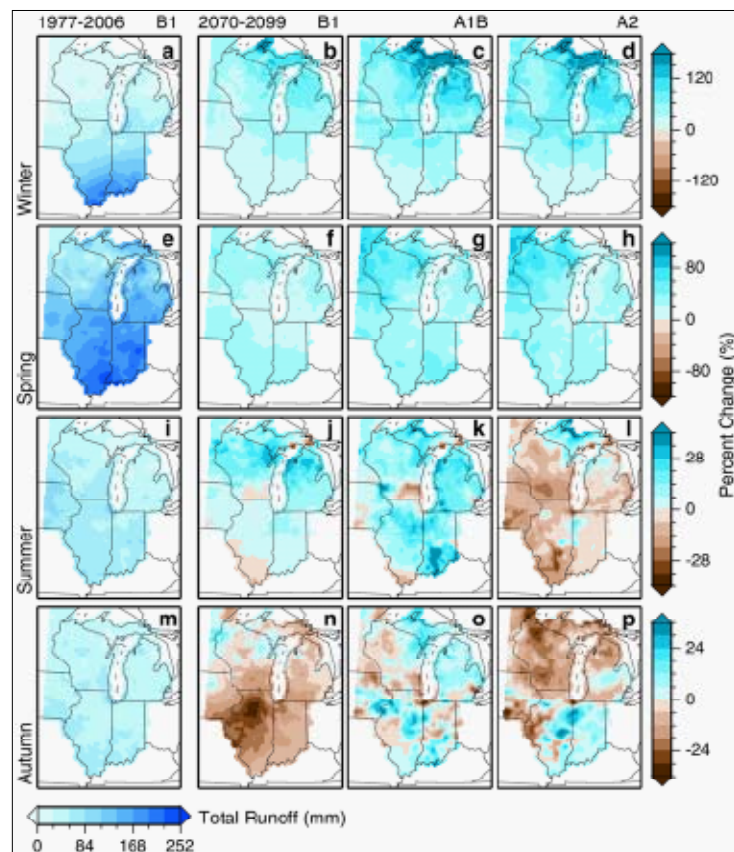 1977-2006 B1 2070-2099 B1 A1B A2
a b c d
120
0
-120
Winter
e f g h
80
0
-80
Spring
Percent Change (%)
i j k l
28
0
-28
Summer
m n o p
24
0
-24
Autumn
Total Runoff (mm)
0 84 168 252